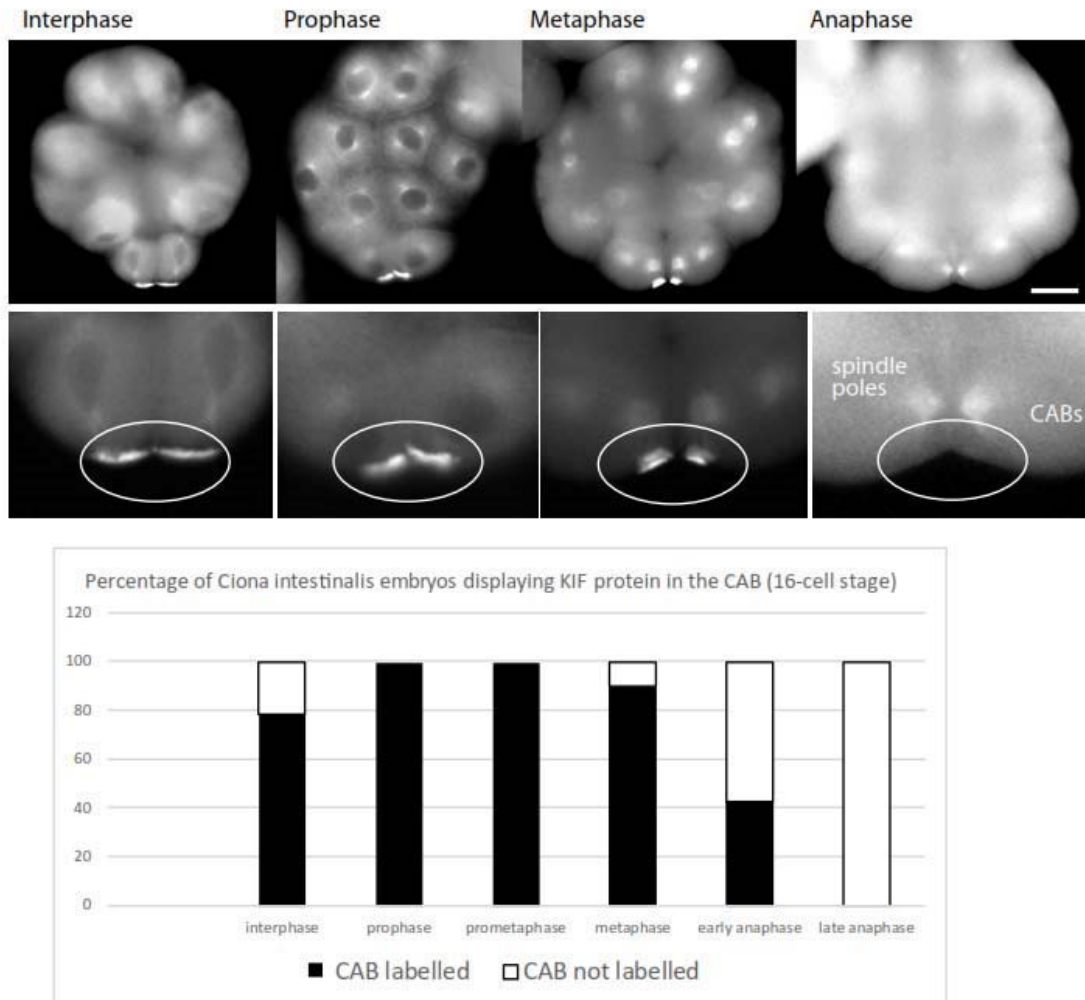 Interphase
Prophase
Metaphase
Anaphase
spindle
poles
CABs
Percentage of Ciona intestinalis embryos displaying KIF protein in the CAB (16-cell stage)
120
100
80
60
40
20
0
interphase
prophase
prometaphase
metaphase
early anaphase
late anaphase
CAB labelled
CAB not labelled